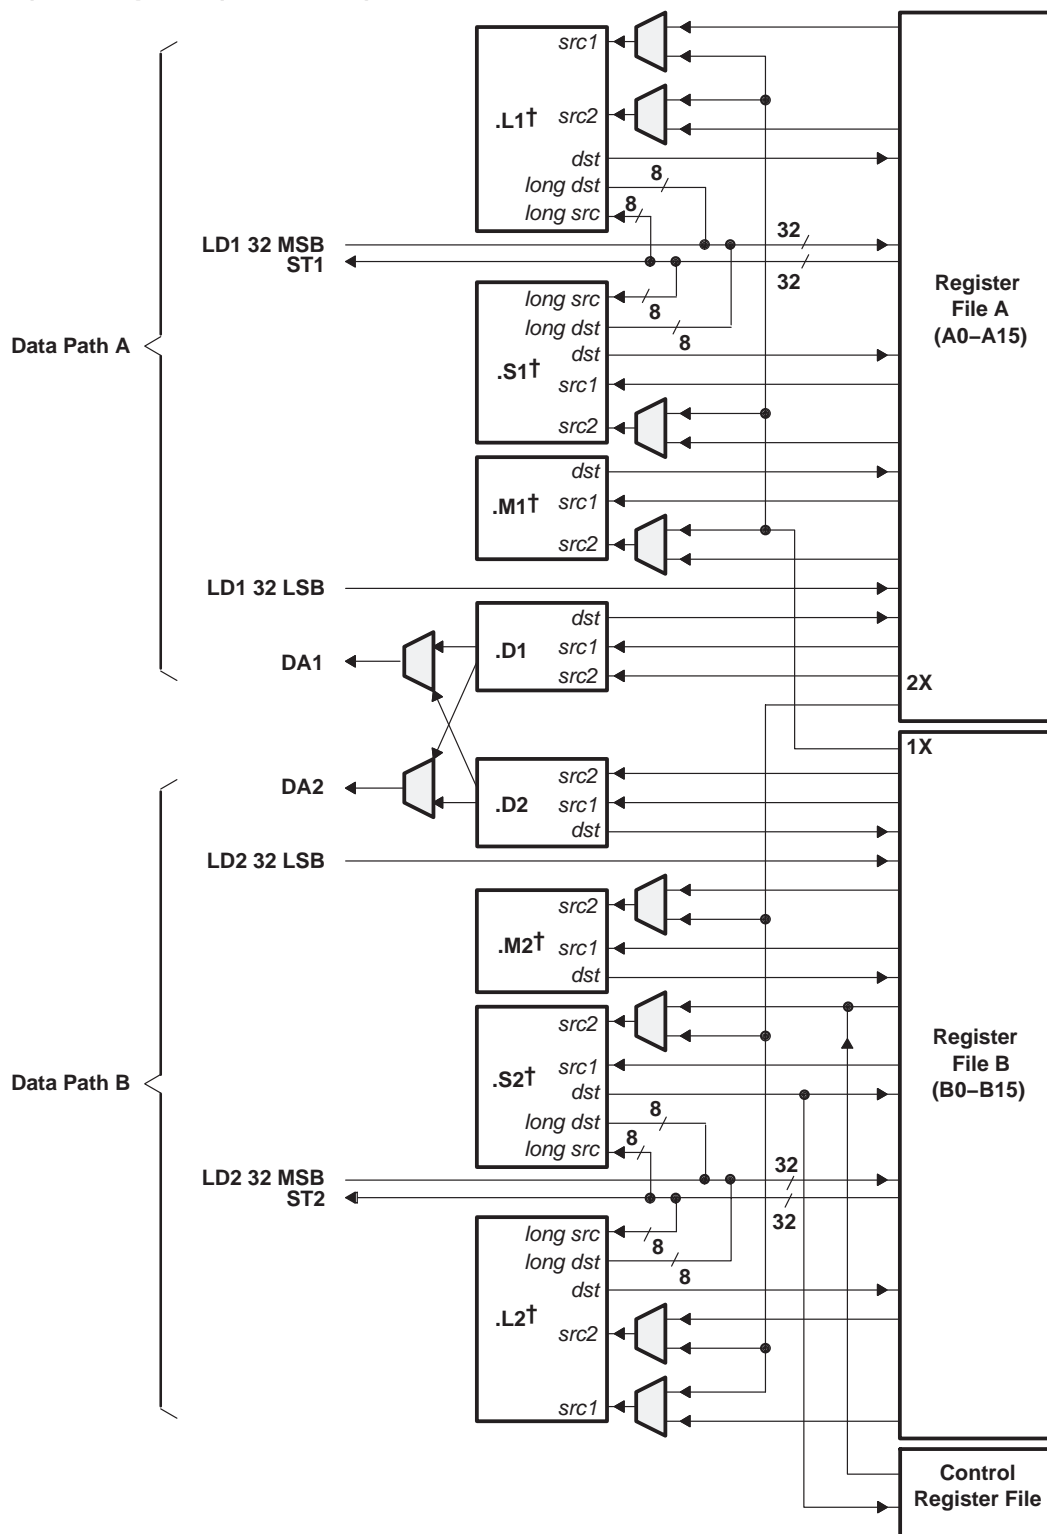 src1
.L1†
src2
dst
8
long dst
8
long src
LD1 32 MSB
32
ST1
32
Register
File A
(A0–A15)
long src
8
long dst
8
Data Path A
dst
.S1†
src1
src2
dst
.M1†
src1
src2
LD1 32 LSB
dst
.D1
src1
DA1
src2
2X
1X
src2
DA2
.D2
src1
dst
LD2 32 LSB
src2
.M2†
src1
dst
src2
Register
File B
(B0–B15)
src1
.S2†
Data Path B
dst
8
long dst
8
long src
LD2 32 MSB
32
ST2
32
long src
8
long dst
8
dst
.L2†
src2
src1
Control
Register File